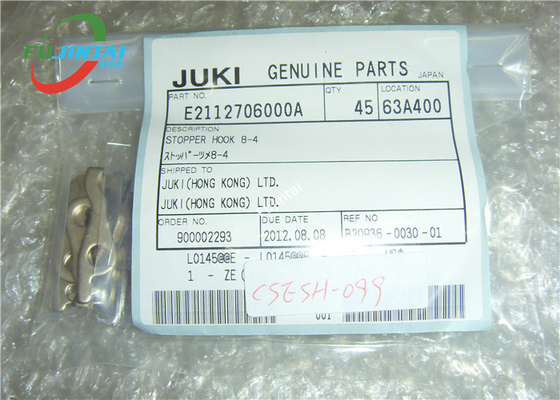 FUJINTAI
JUKI GENUINE PARTS JAPAN
PART NO. QTY LOCATION
E2112706000A 45 63A400
DESCRIPTION
STOPPER HOOK 8-4
ストッパーツメ8-4
SHIPPED TO
JUKI(HONG KONG) LTD.
JUKI(HONG KONG) LTD.
ORDER NO. DUE DATE REF NO
900002293 2012.08.08 B20936-0030-01
L0145@@E - L0145@@E -
1 - ZE(
CSESH-099
001